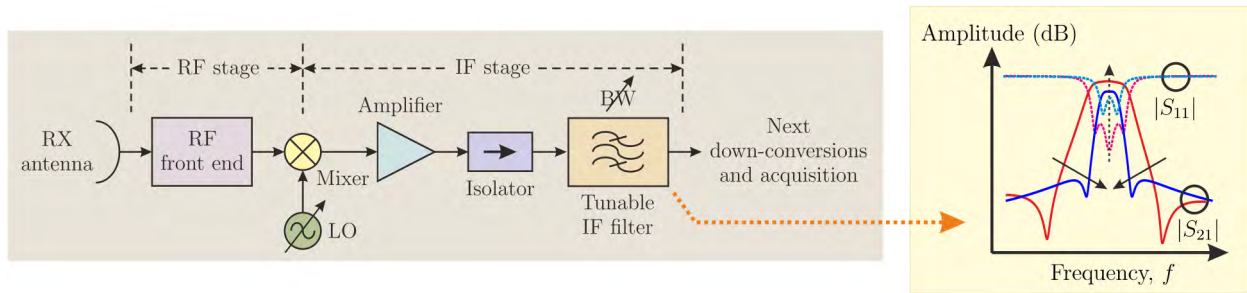 RF stage
IF stage
RX
antenna
RF
front end
Mixer
LO
Amplifier
Isolator
BW
Tunable
IF filter
Next
down-conversions
and acquisition
Amplitude (dB)
|S₁₁|
|S₂₁|
Frequency, f